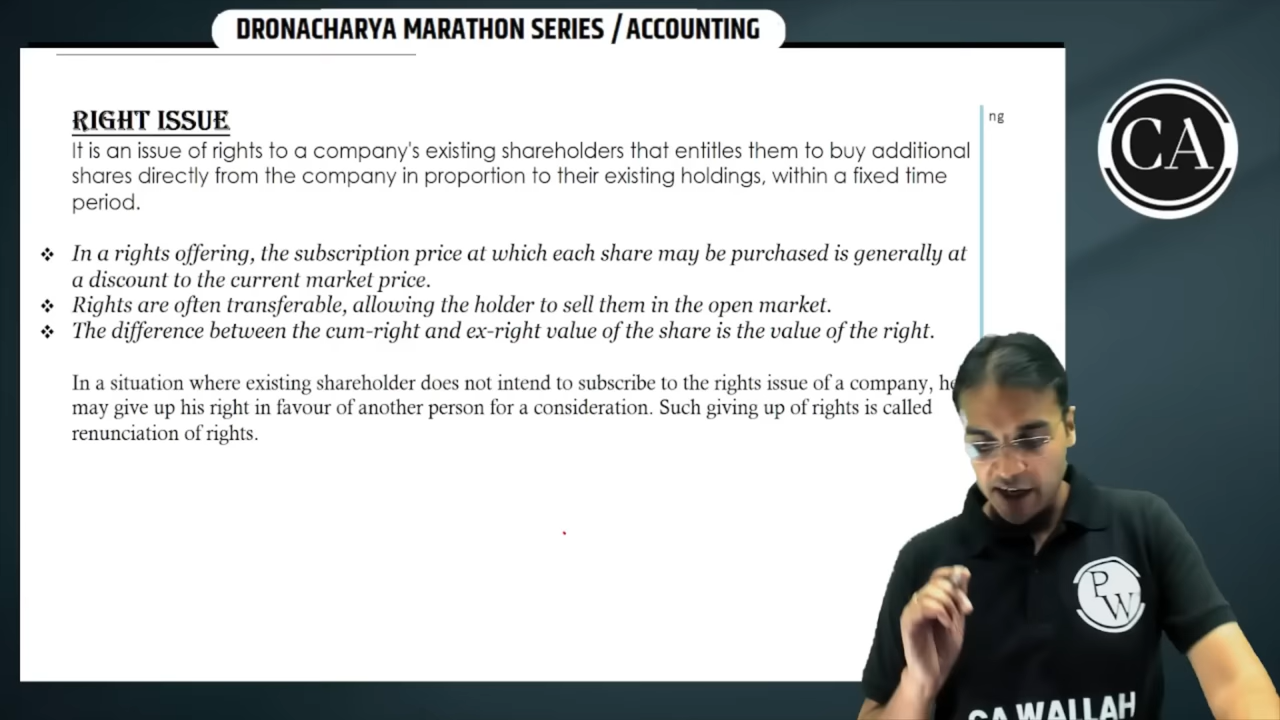 DRONACHARYA MARATHON SERIES / ACCOUNTING
RIGHT ISSUE
It is an issue of rights to a company's existing shareholders that entitles them to buy additional
shares directly from the company in proportion to their existing holdings, within a fixed time
period.
❖ In a rights offering, the subscription price at which each share may be purchased is generally at
a discount to the current market price.
❖ Rights are often transferable, allowing the holder to sell them in the open market.
❖ The difference between the cum-right and ex-right value of the share is the value of the right.
In a situation where existing shareholder does not intend to subscribe to the rights issue of a company, he
may give up his right in favour of another person for a consideration. Such giving up of rights is called
renunciation of rights.
ng
CA
PW
CA WALLAH